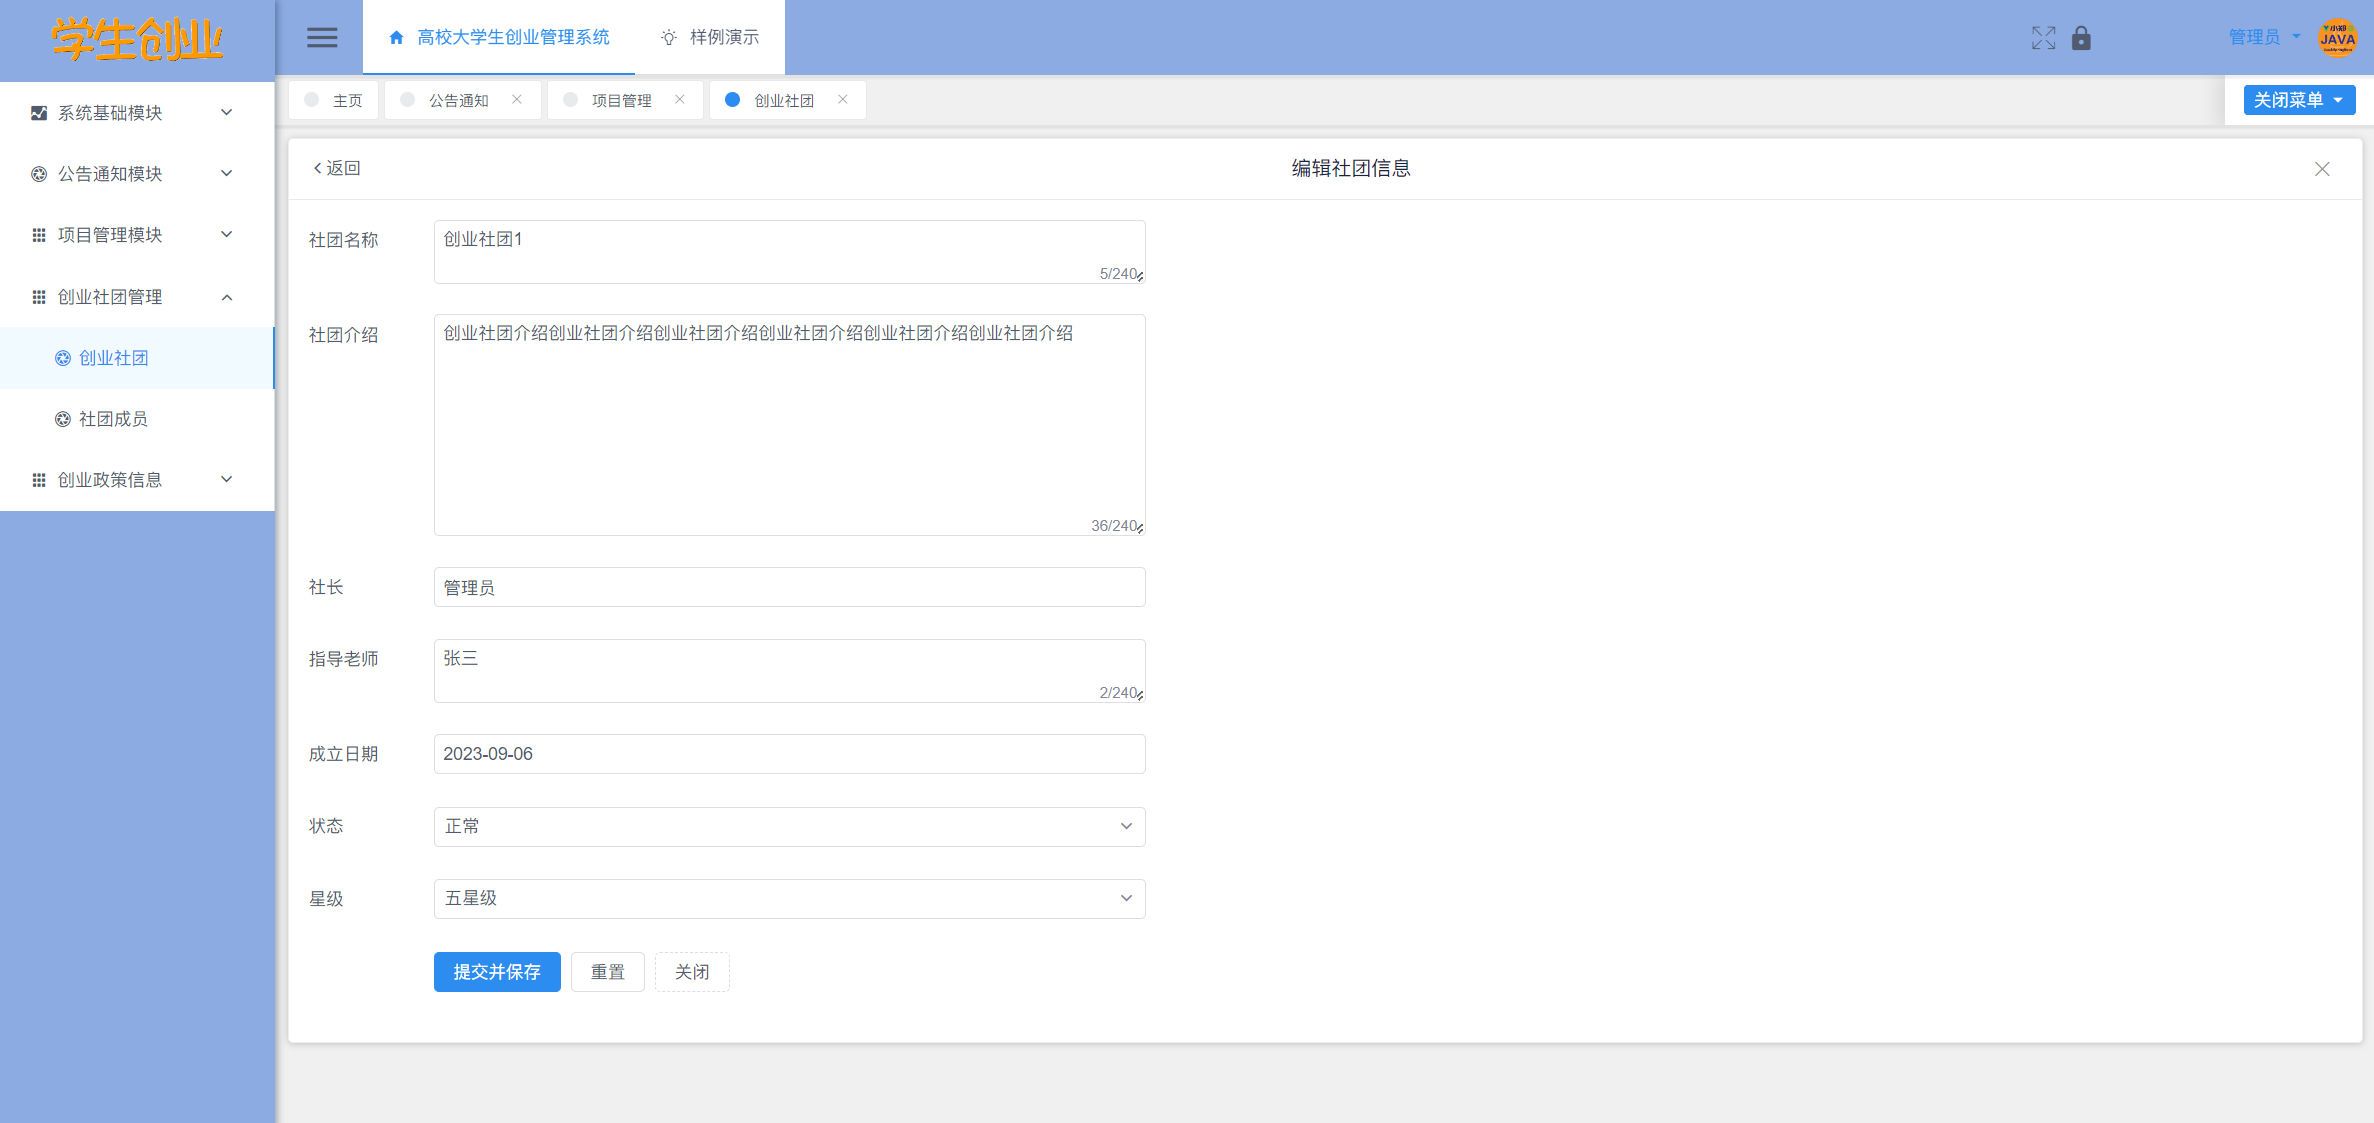 学生创业
高校大学生创业管理系统
样例演示
管理员
小郑
JAVA
系统基础模块
公告通知模块
项目管理模块
创业社团管理
创业社团
社团成员
创业政策信息
主页
公告通知
项目管理
创业社团
关闭菜单
返回
编辑社团信息
社团名称
创业社团1
5/240
社团介绍
创业社团介绍创业社团介绍创业社团介绍创业社团介绍创业社团介绍创业社团介绍
36/240
社长
管理员
指导老师
张三
2/240
成立日期
2023-09-06
状态
正常
星级
五星级
提交并保存
重置
关闭